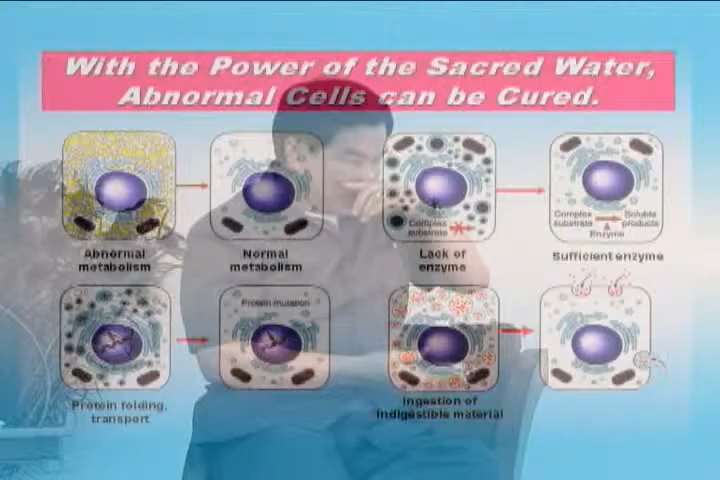 With the Power of the Sacred Water,
Abnormal Cells can be Cured.
Abnormal
metabolism
Normal
metabolism
Complex
substrate
Lack of
enzyme
Complex
substrate
Soluble
products
Enzyme
Sufficient enzyme
Protein folding,
transport
Protein mutation
Ingestion of
indigestible material